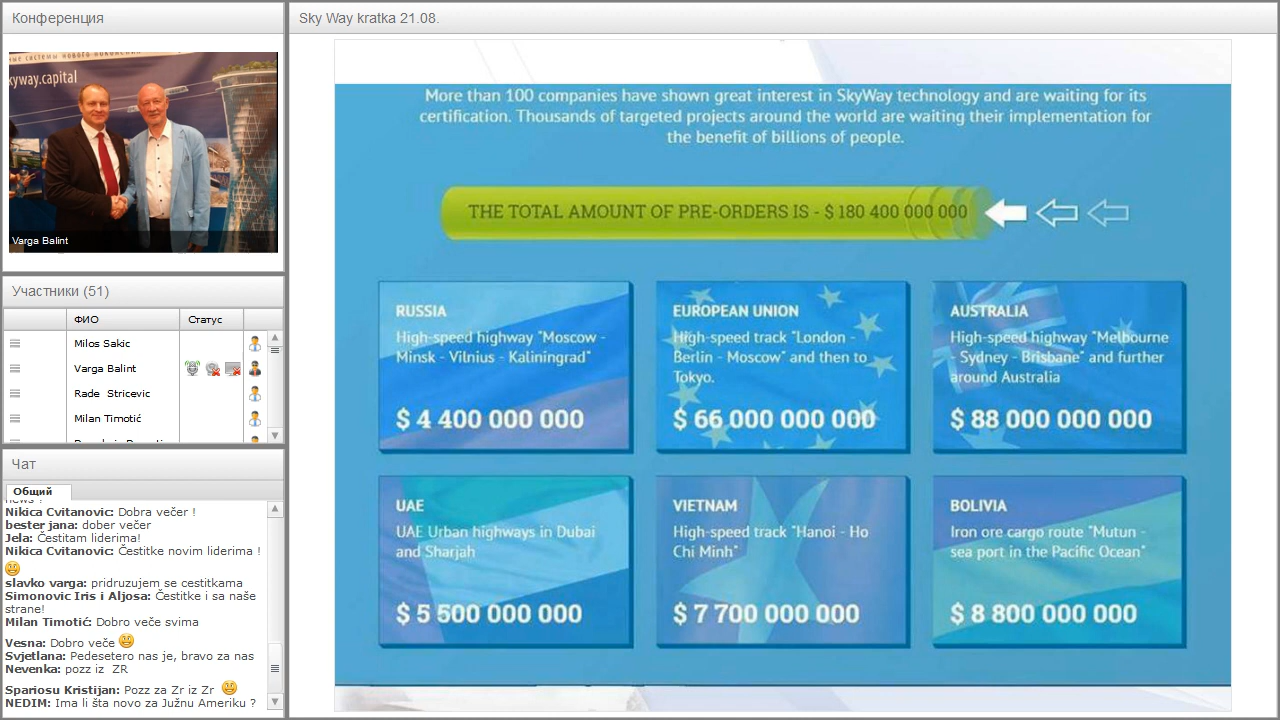 Конференция
skyway.capital
Varga Balint
Участники (51)
ФИО
Статус
Milos Sakic
Varga Balint
Rade Stricevic
Milan Timotić
Чат
Общий
Nikica Cvitanovic: Dobra večer !
bester jana: dober večer
Jela: Čestitam liderima!
Nikica Cvitanovic: Čestitke novim liderima !
slavko varga: pridruzujem se cestitkama
Simonovic Iris i Aljosa: Čestitke i sa naše
strane!
Milan Timotić: Dobro veče svima
Vesna: Dobro veče
Svjetlana: Pedesetero nas je, bravo za nas
Nevenka: pozz iz ZR
Spariosu Kristijan: Pozz za Zr iz Zr
NEDIM: Ima li šta novo za Južnu Ameriku ?
Sky Way kratka 21.08.
More than 100 companies have shown great interest in SkyWay technology and are waiting for its
certification. Thousands of targeted projects around the world are waiting their implementation for
the benefit of billions of people.
THE TOTAL AMOUNT OF PRE-ORDERS IS - $ 180 400 000 000
RUSSIA
High-speed highway "Moscow -
Minsk - Vilnius - Kaliningrad"
$ 4 400 000 000
EUROPEAN UNION
High-speed track "London -
Berlin - Moscow" and then to
Tokyo.
$ 66 000 000 000
AUSTRALIA
High-speed highway "Melbourne
- Sydney - Brisbane" and further
around Australia
$ 88 000 000 000
UAE
UAE Urban highways in Dubai
and Sharjah
$ 5 500 000 000
VIETNAM
High-speed track "Hanoi - Ho
Chi Minh"
$ 7 700 000 000
BOLIVIA
Iron ore cargo route "Mutun -
sea port in the Pacific Ocean"
$ 8 800 000 000